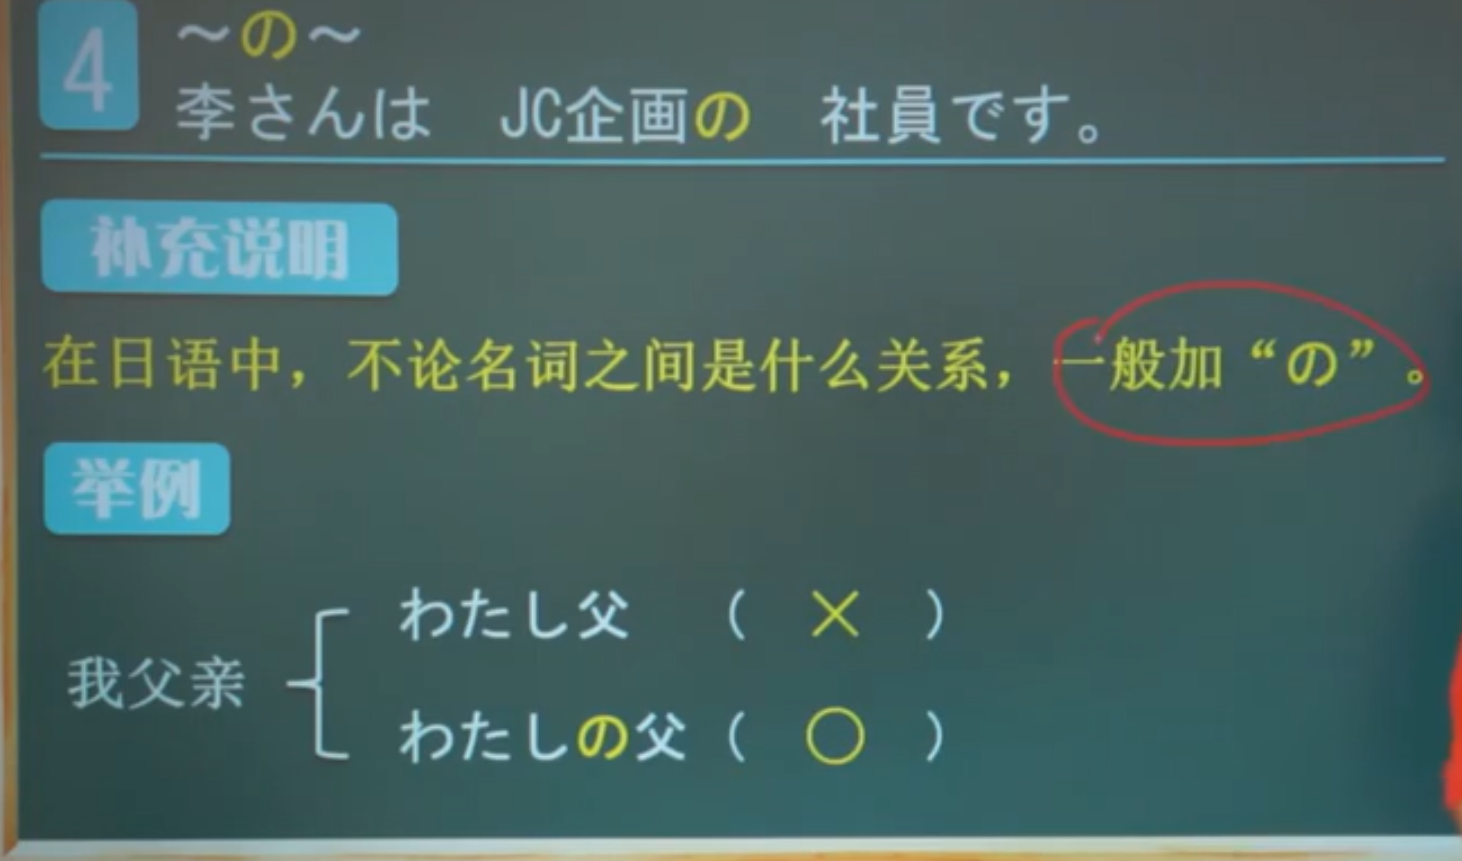 4
～の～
李さんは　JC企画の　社員です。
补充说明
在日语中，不论名词之间是什么关系，一般加“の”。
举例
我父亲
わたし父　（　×　）
わたしの父（　○　）